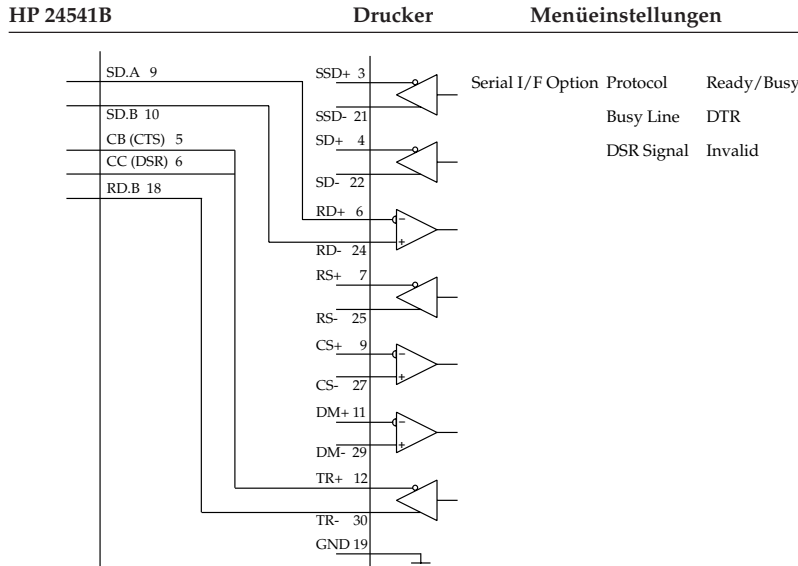 HP 24541B Drucker Menüeinstellungen
SD.A 9
SD.B 10
CB (CTS) 5
CC (DSR) 6
RD.B 18
SSD+ 3
SSD- 21
SD+ 4
SD- 22
RD+ 6
RD- 24
RS+ 7
RS- 25
CS+ 9
CS- 27
DM+ 11
DM- 29
TR+ 12
TR- 30
GND 19
Serial I/F Option Protocol Ready/Busy
Busy Line DTR
DSR Signal Invalid